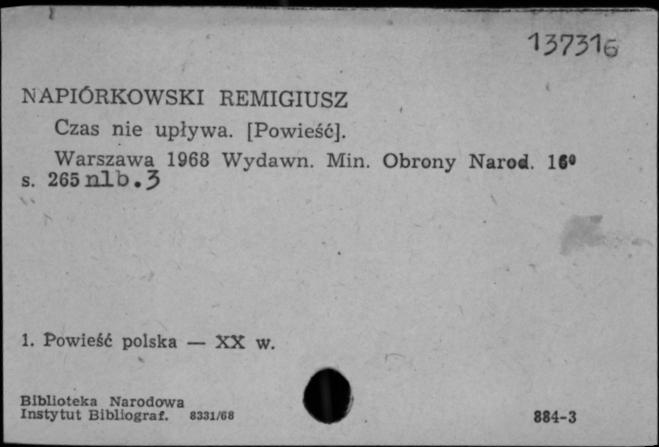 137316
NAPIÓRKOWSKI REMIGIUSZ
Czas nie upływa. [Powieść].
Warszawa 1968 Wydawn. Min. Obrony Narod. 16⁰
s. 265 nlb. 3
1. Powieść polska — XX w.
Biblioteka Narodowa
Instytut Bibliograf. 8331/68
884-3